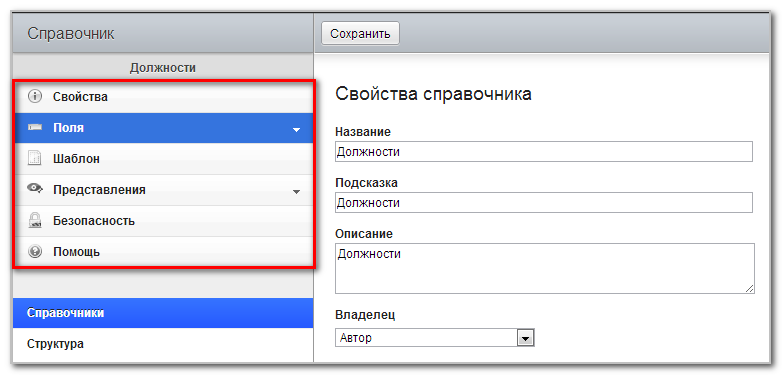 Справочник
Должности
Свойства
Поля
Шаблон
Представления
Безопасность
Помощь
Справочники
Структура
Сохранить
Свойства справочника
Название
Должности
Подсказка
Должности
Описание
Должности
Владелец
Автор